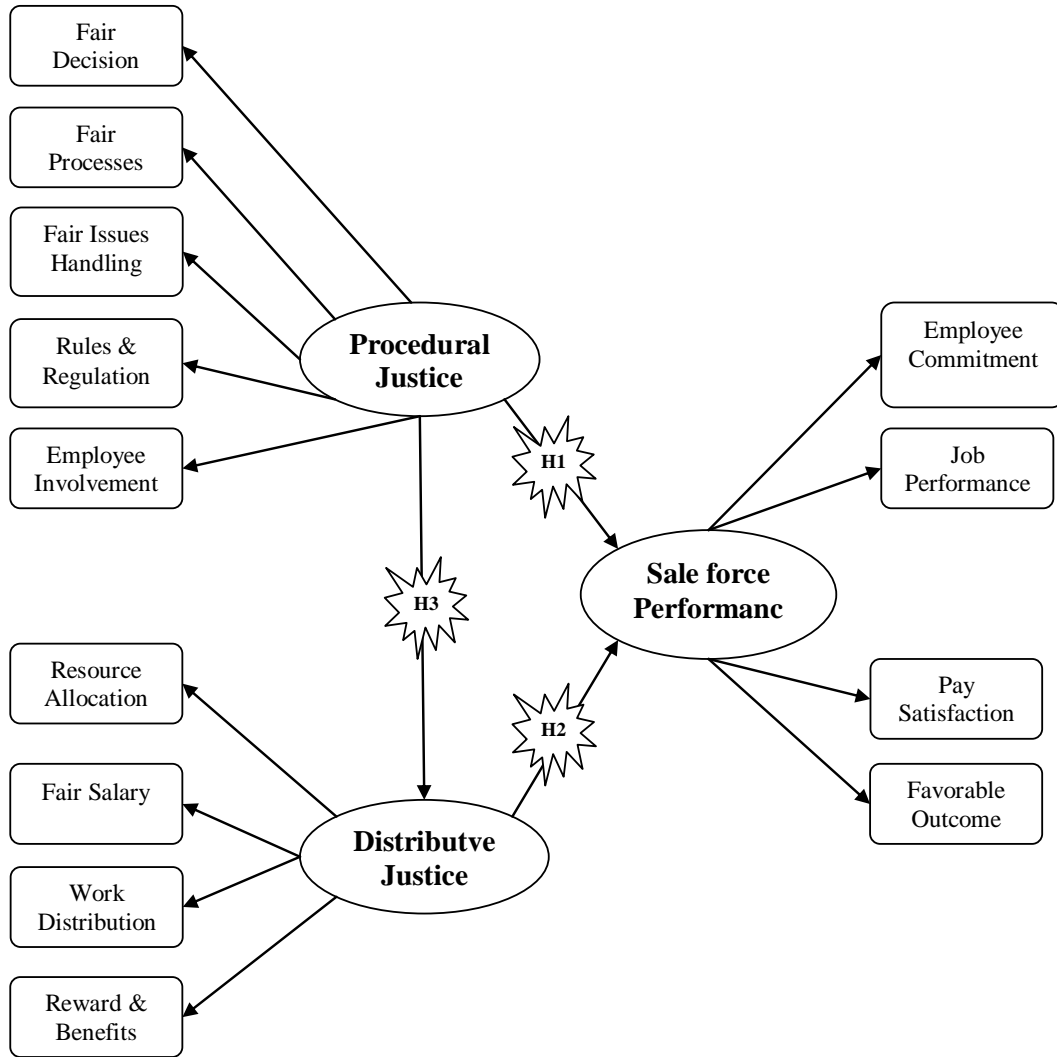 Fair
Decision
Fair
Processes
Fair Issues
Handling
Rules &
Regulation
Employee
Involvement
Procedural
Justice
H1
Employee
Commitment
Job
Performance
H3
Sale force
Performanc
Resource
Allocation
Fair Salary
Work
Distribution
Reward &
Benefits
H2
Distributve
Justice
Pay
Satisfaction
Favorable
Outcome